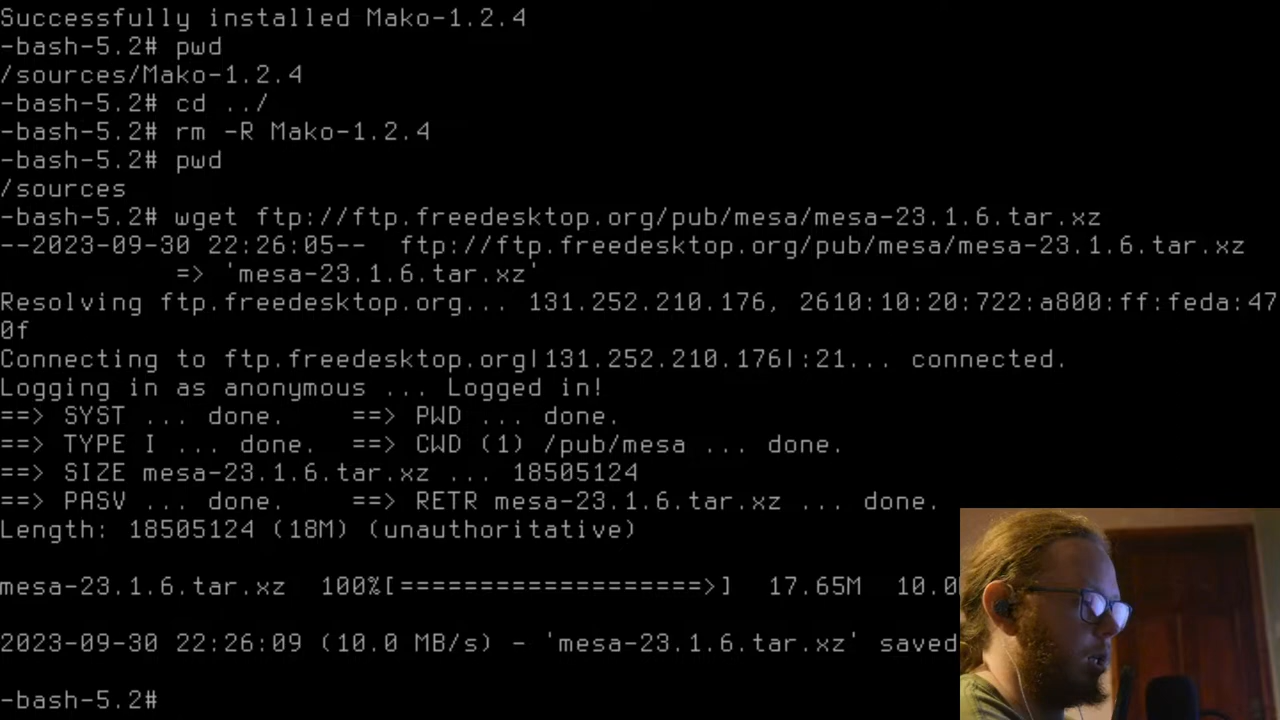 Successfully installed Mako-1.2.4
-bash-5.2# pwd
/sources/Mako-1.2.4
-bash-5.2# cd ../
-bash-5.2# rm -R Mako-1.2.4
-bash-5.2# pwd
/sources
-bash-5.2# wget ftp://ftp.freedesktop.org/pub/mesa/mesa-23.1.6.tar.xz
--2023-09-30 22:26:05--  ftp://ftp.freedesktop.org/pub/mesa/mesa-23.1.6.tar.xz
           => 'mesa-23.1.6.tar.xz'
Resolving ftp.freedesktop.org... 131.252.210.176, 2610:10:20:722:a800:ff:feda:47
0f
Connecting to ftp.freedesktop.org|131.252.210.176|:21... connected.
Logging in as anonymous ... Logged in!
==> SYST ... done.    ==> PWD ... done.
==> TYPE I ... done.  ==> CWD (1) /pub/mesa ... done.
==> SIZE mesa-23.1.6.tar.xz ... 18505124
==> PASV ... done.    ==> RETR mesa-23.1.6.tar.xz ... done.
Length: 18505124 (18M) (unauthoritative)
mesa-23.1.6.tar.xz  100%[===================>]  17.65M  10.0
2023-09-30 22:26:09 (10.0 MB/s) - 'mesa-23.1.6.tar.xz' saved
-bash-5.2#